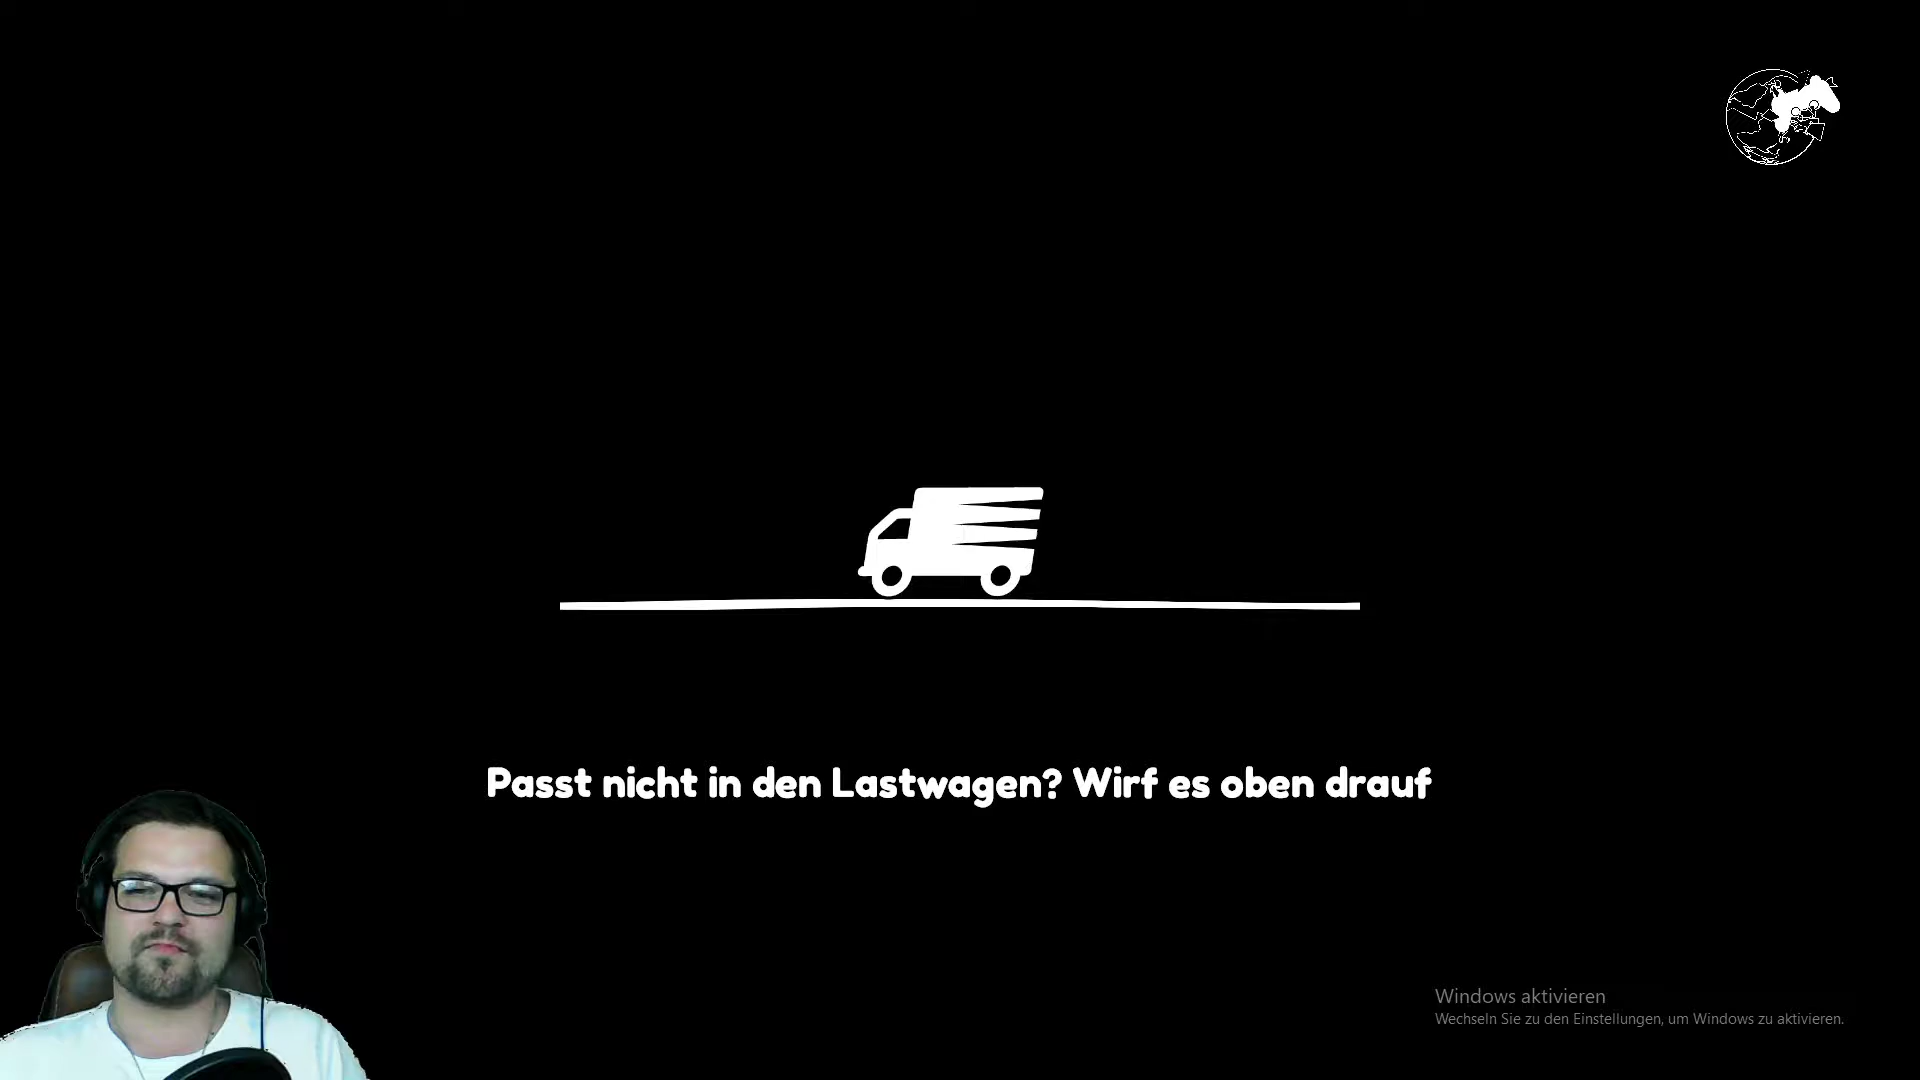 Passt nicht in den Lastwagen? Wirf es oben drauf
Windows aktivieren
Wechseln Sie zu den Einstellungen, um Windows zu aktivieren.